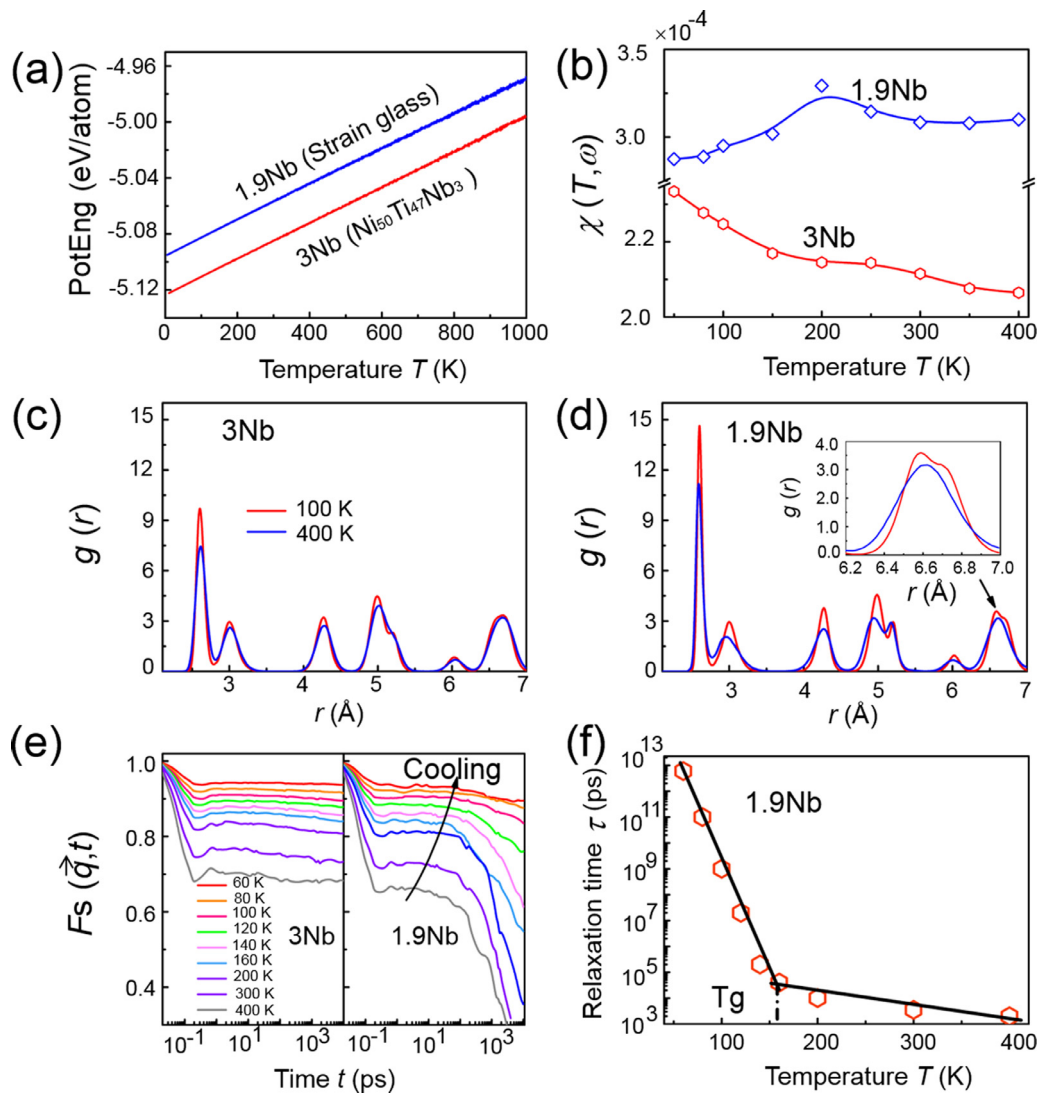 (a)
-4.96
-5.00
-5.04
-5.08
-5.12
PotEng (eV/atom)
1.9Nb (Strain glass)
3Nb (Ni₅₀Ti₄₇Nb₃ )
0 200 400 600 800 1000
Temperature T (K)
(b)
×10⁻⁴
3.5
3.0
2.2
2.0
χ (T,ω)
1.9Nb
3Nb
100 200 300 400
Temperature T (K)
(c)
15
12
9
6
3
0
g (r)
3Nb
100 K
400 K
3 4 5 6 7
r (Å)
(d)
15
12
9
6
3
0
g (r)
1.9Nb
4.0
3.0
2.0
1.0
0.0
g (r)
6.2 6.4 6.6 6.8 7.0
r (Å)
3 4 5 6 7
r (Å)
(e)
1.0
0.8
0.6
0.4
Fs (q⃗,t)
Cooling
60 K
80 K
100 K
120 K
140 K
160 K
200 K
300 K
400 K
3Nb
1.9Nb
10⁻¹ 10¹ 10³ 10⁻¹ 10¹ 10³
Time t (ps)
(f)
10¹³
10¹¹
10⁹
10⁷
10⁵
10³
Relaxation time τ (ps)
1.9Nb
Tg
100 200 300 400
Temperature T (K)